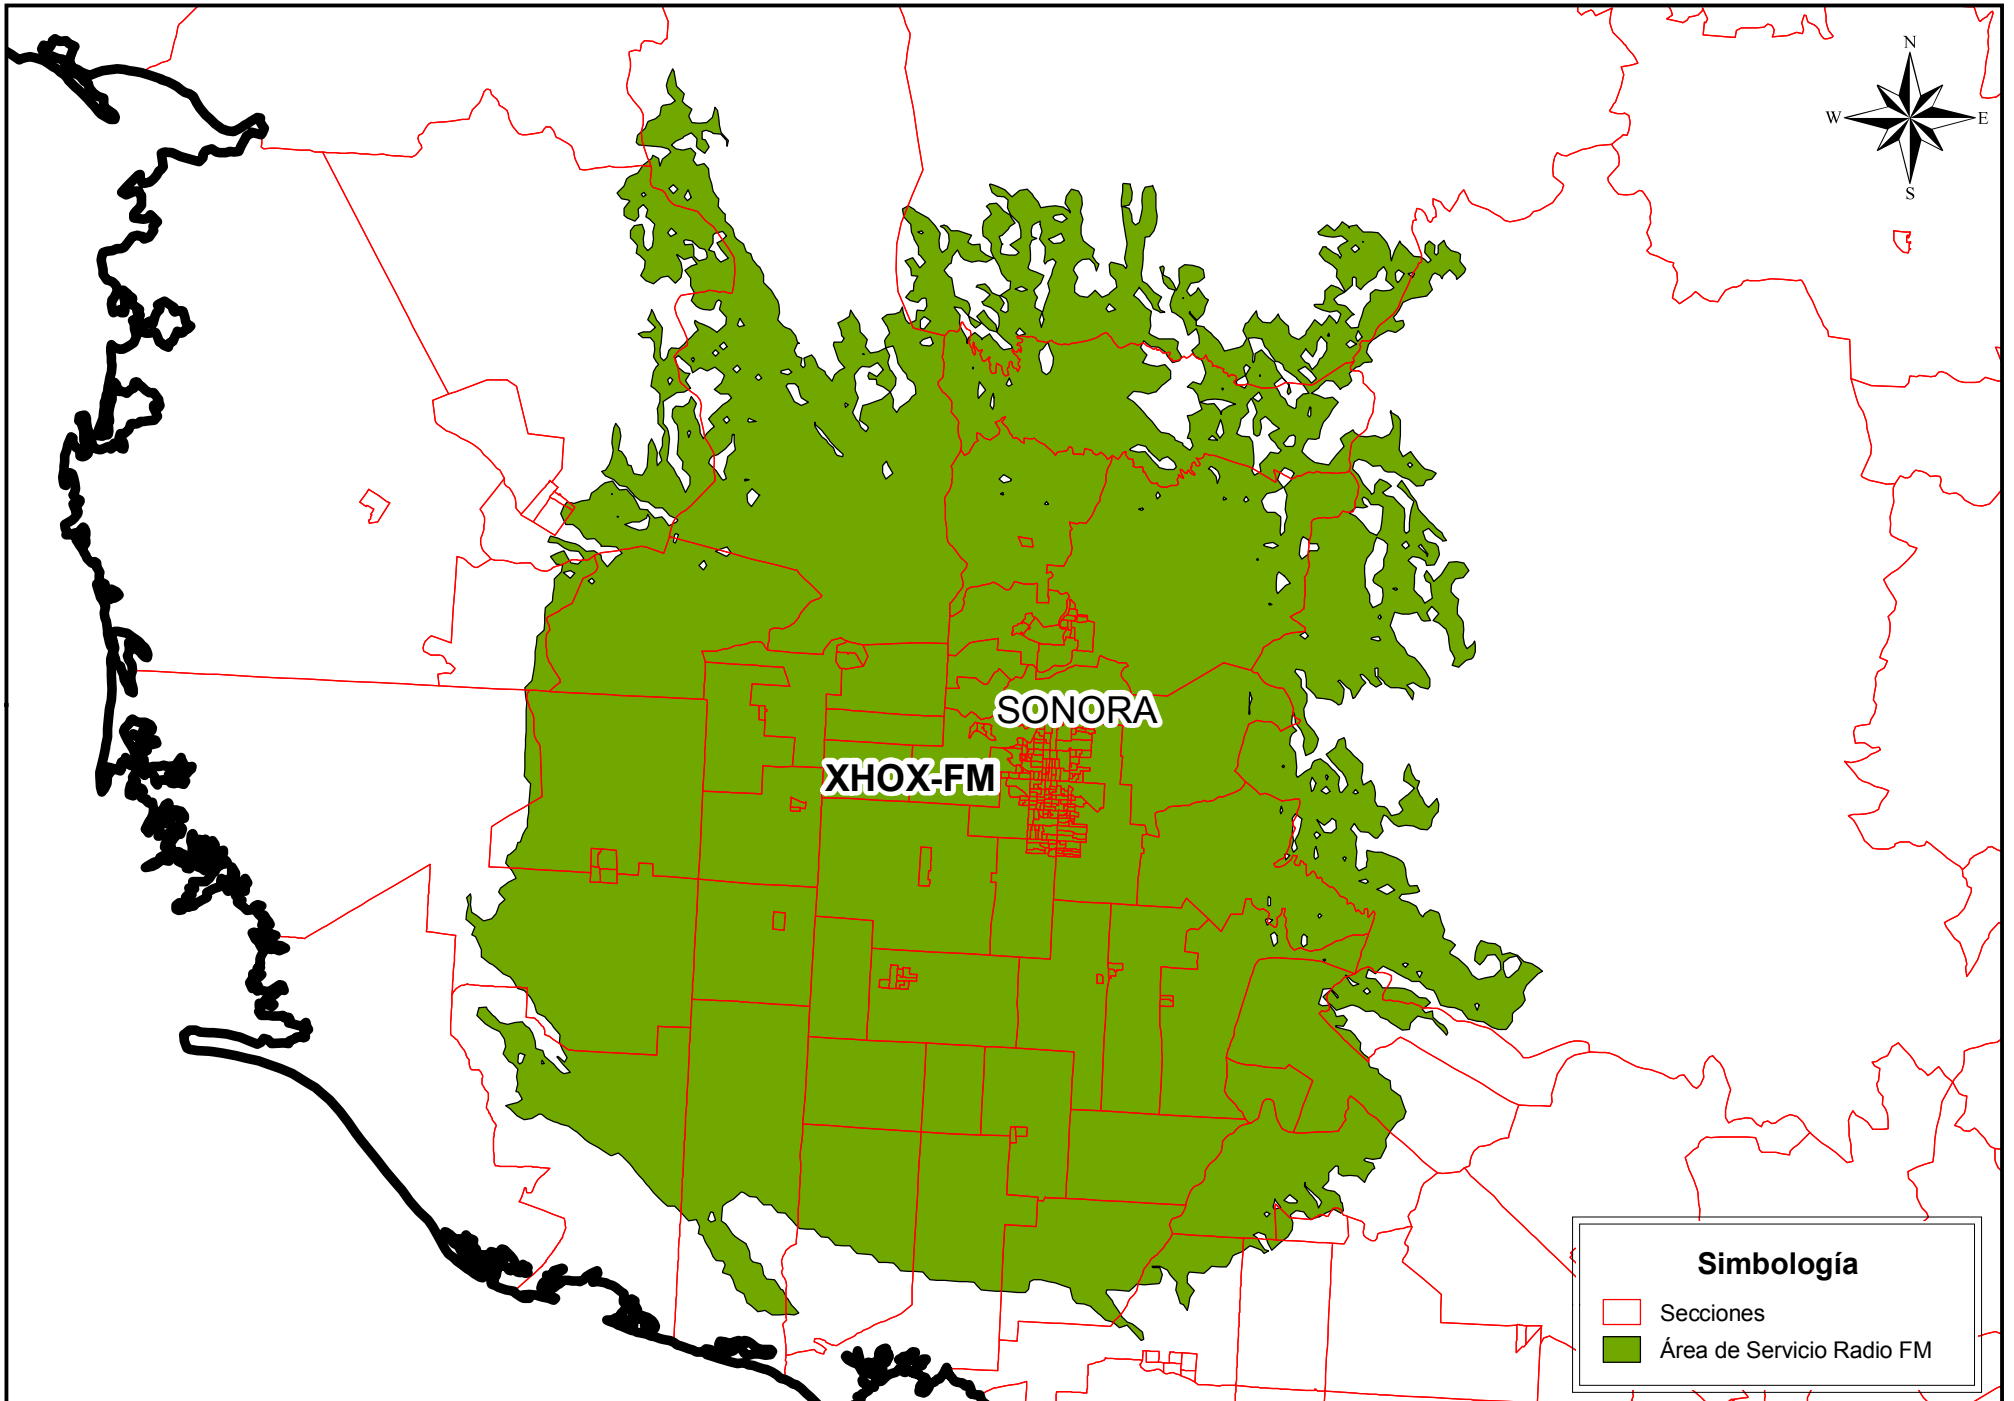 N
W E
S
SONORA
XHOX-FM
Simbología
Secciones
Área de Servicio Radio FM